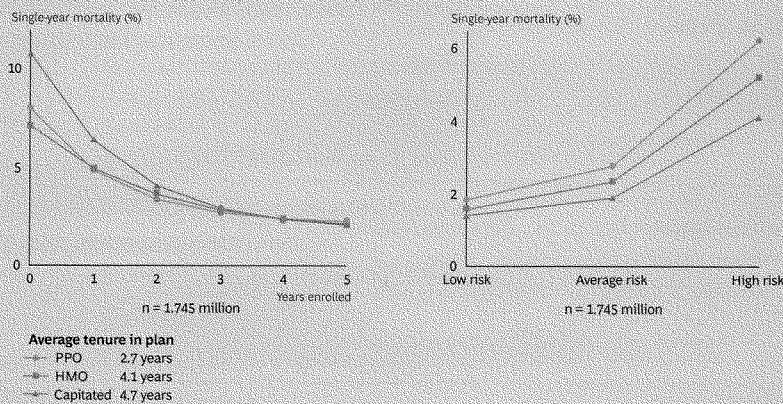 Single-year mortality (%)
10
5
0
0 1 2 3 4 5
Years enrolled
n = 1.745 million
Average tenure in plan
PPO 2.7 years
HMO 4.1 years
Capitated 4.7 years
Single-year mortality (%)
6
4
2
0
Low risk Average risk High risk
n = 1.745 million